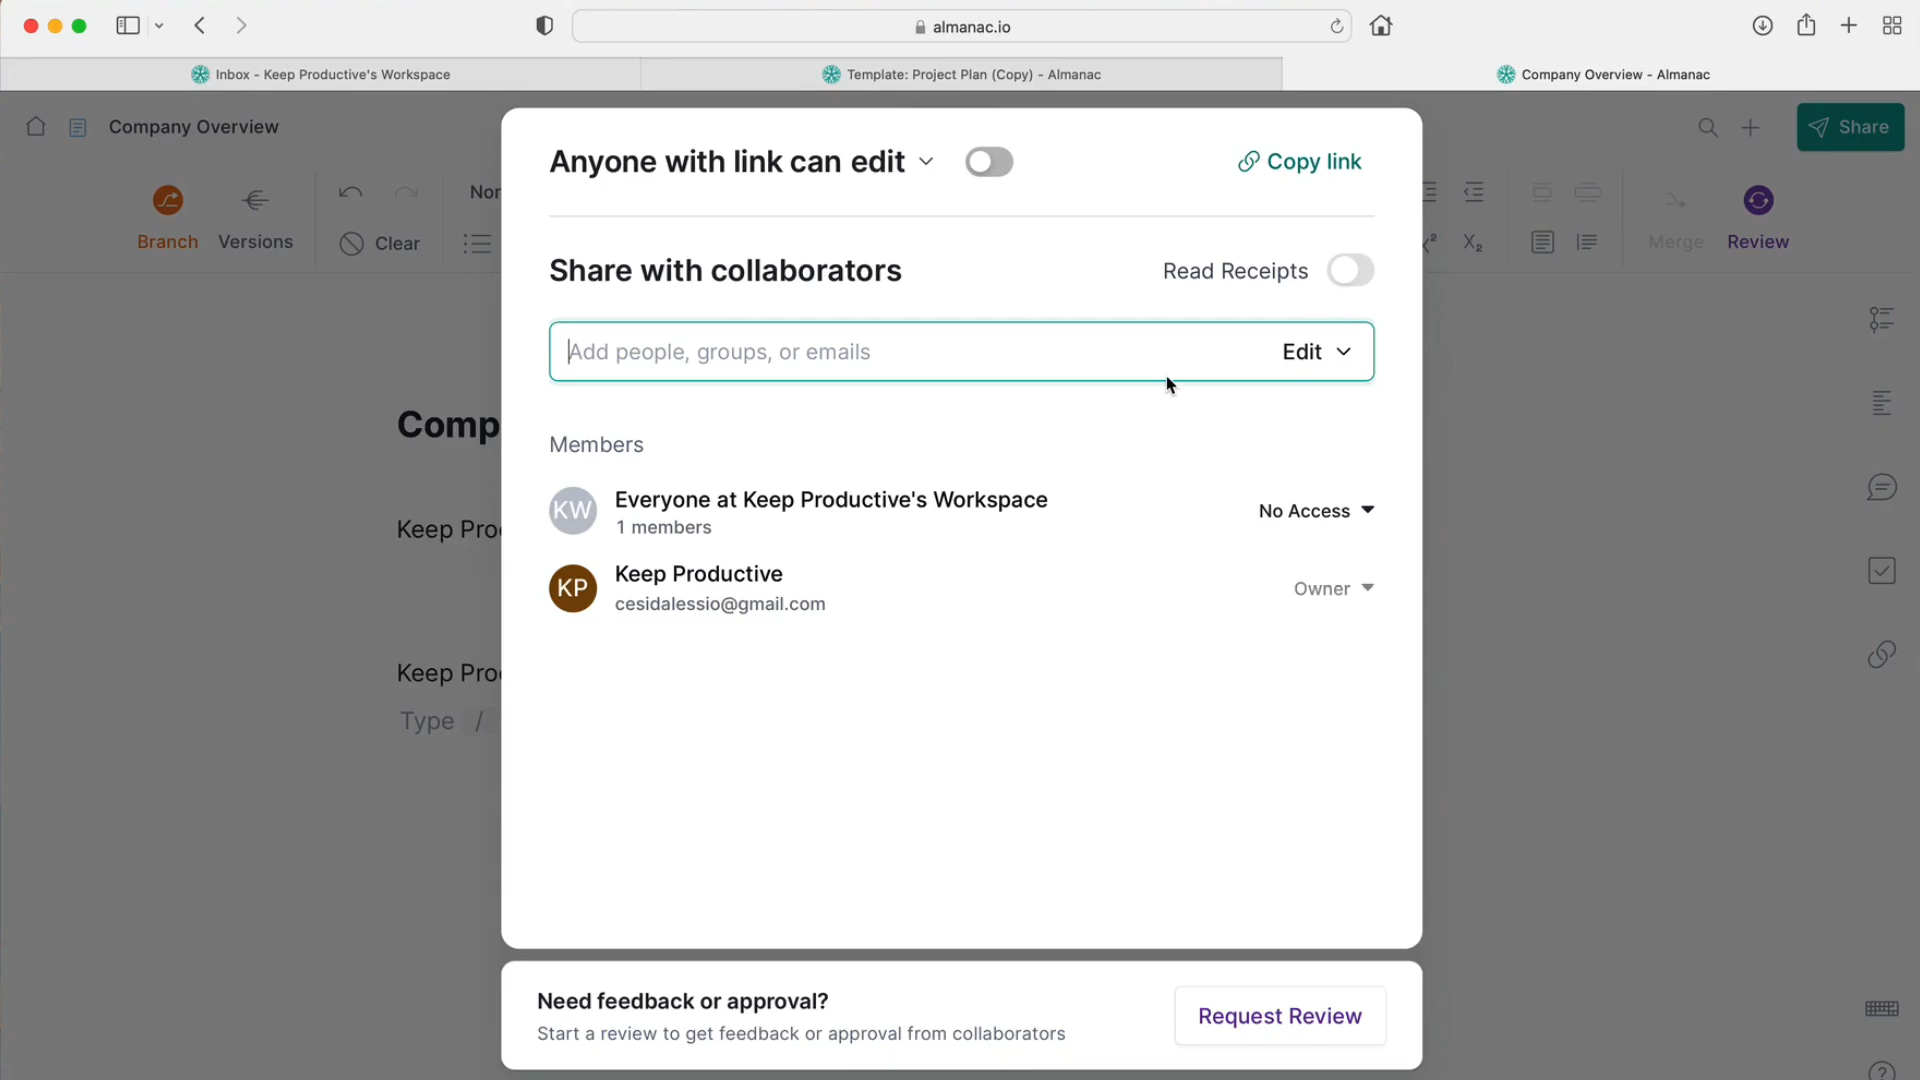 almanac.io
Inbox - Keep Productive's Workspace
Template: Project Plan (Copy) - Almanac
Company Overview - Almanac
Company Overview
Share
Branch
Versions
Clear
Nor
X²
X₂
Merge
Review
Comp
Keep Pro
Keep Pro
Type /
Anyone with link can edit
Copy link
Share with collaborators
Read Receipts
Add people, groups, or emails
Edit
Members
KW
Everyone at Keep Productive's Workspace
1 members
No Access
KP
Keep Productive
cesidalessio@gmail.com
Owner
Need feedback or approval?
Start a review to get feedback or approval from collaborators
Request Review